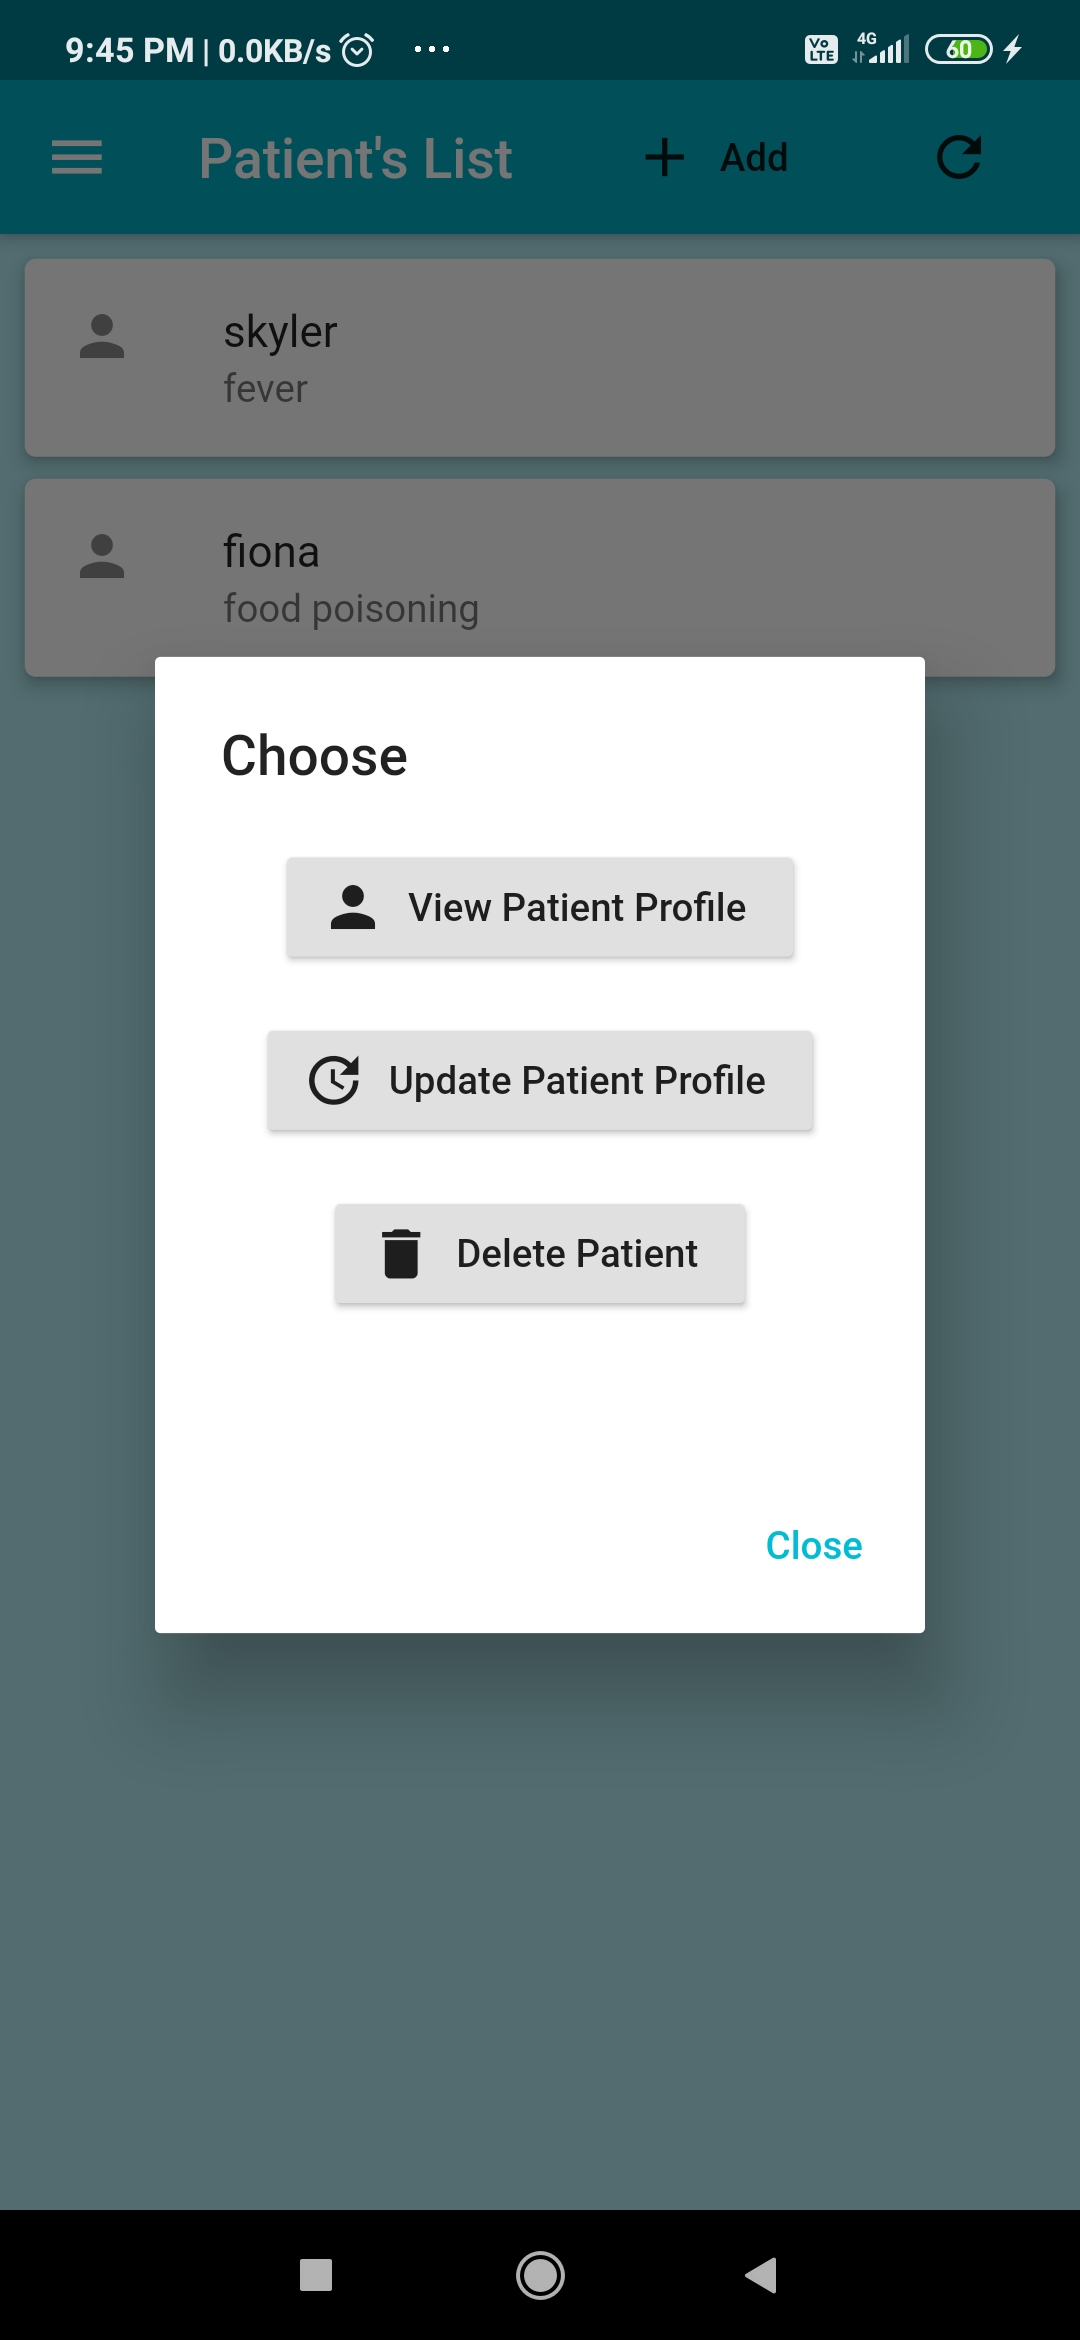 9:45 PM | 0.0KB/s ...
Vo LTE 4G 60
Patient's List
Add
skyler
fever
fiona
food poisoning
Choose
View Patient Profile
Update Patient Profile
Delete Patient
Close